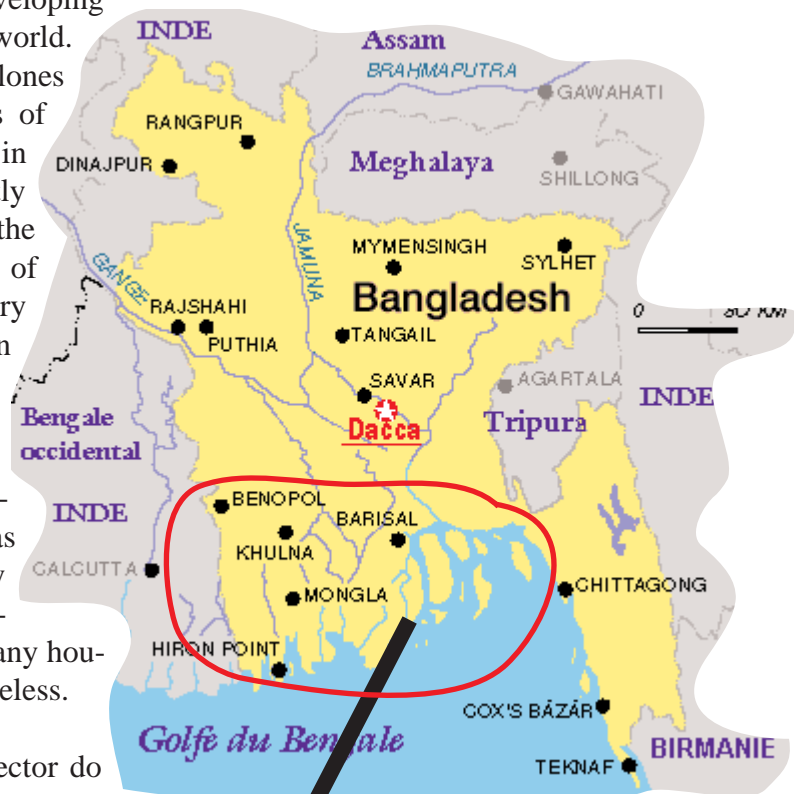 veloping
world.
lones
s of
in
ly
the
of
ry
n
-
as
y
-
any hou-
eless.
ector do
INDE
Assam
BRAHMAPUTRA
GAWAHATI
RANGPUR
DINAJPUR
Meghalaya
SHILLONG
JAMUNA
MYMENSINGH
SYLHET
GANGE
Bangladesh
RAJSHAHI
PUTHIA
TANGAIL
0
SAVAR
AGARTALA
INDE
Dacca
Tripura
Bengale
occidental
BENOPOL
INDE
BARISAL
KHULNA
CALCUTTA
MONGLA
CHITTAGONG
HIRON POINT
COX'S BÁZÁR
Golfe du Bengale
BIRMANIE
TEKNAF